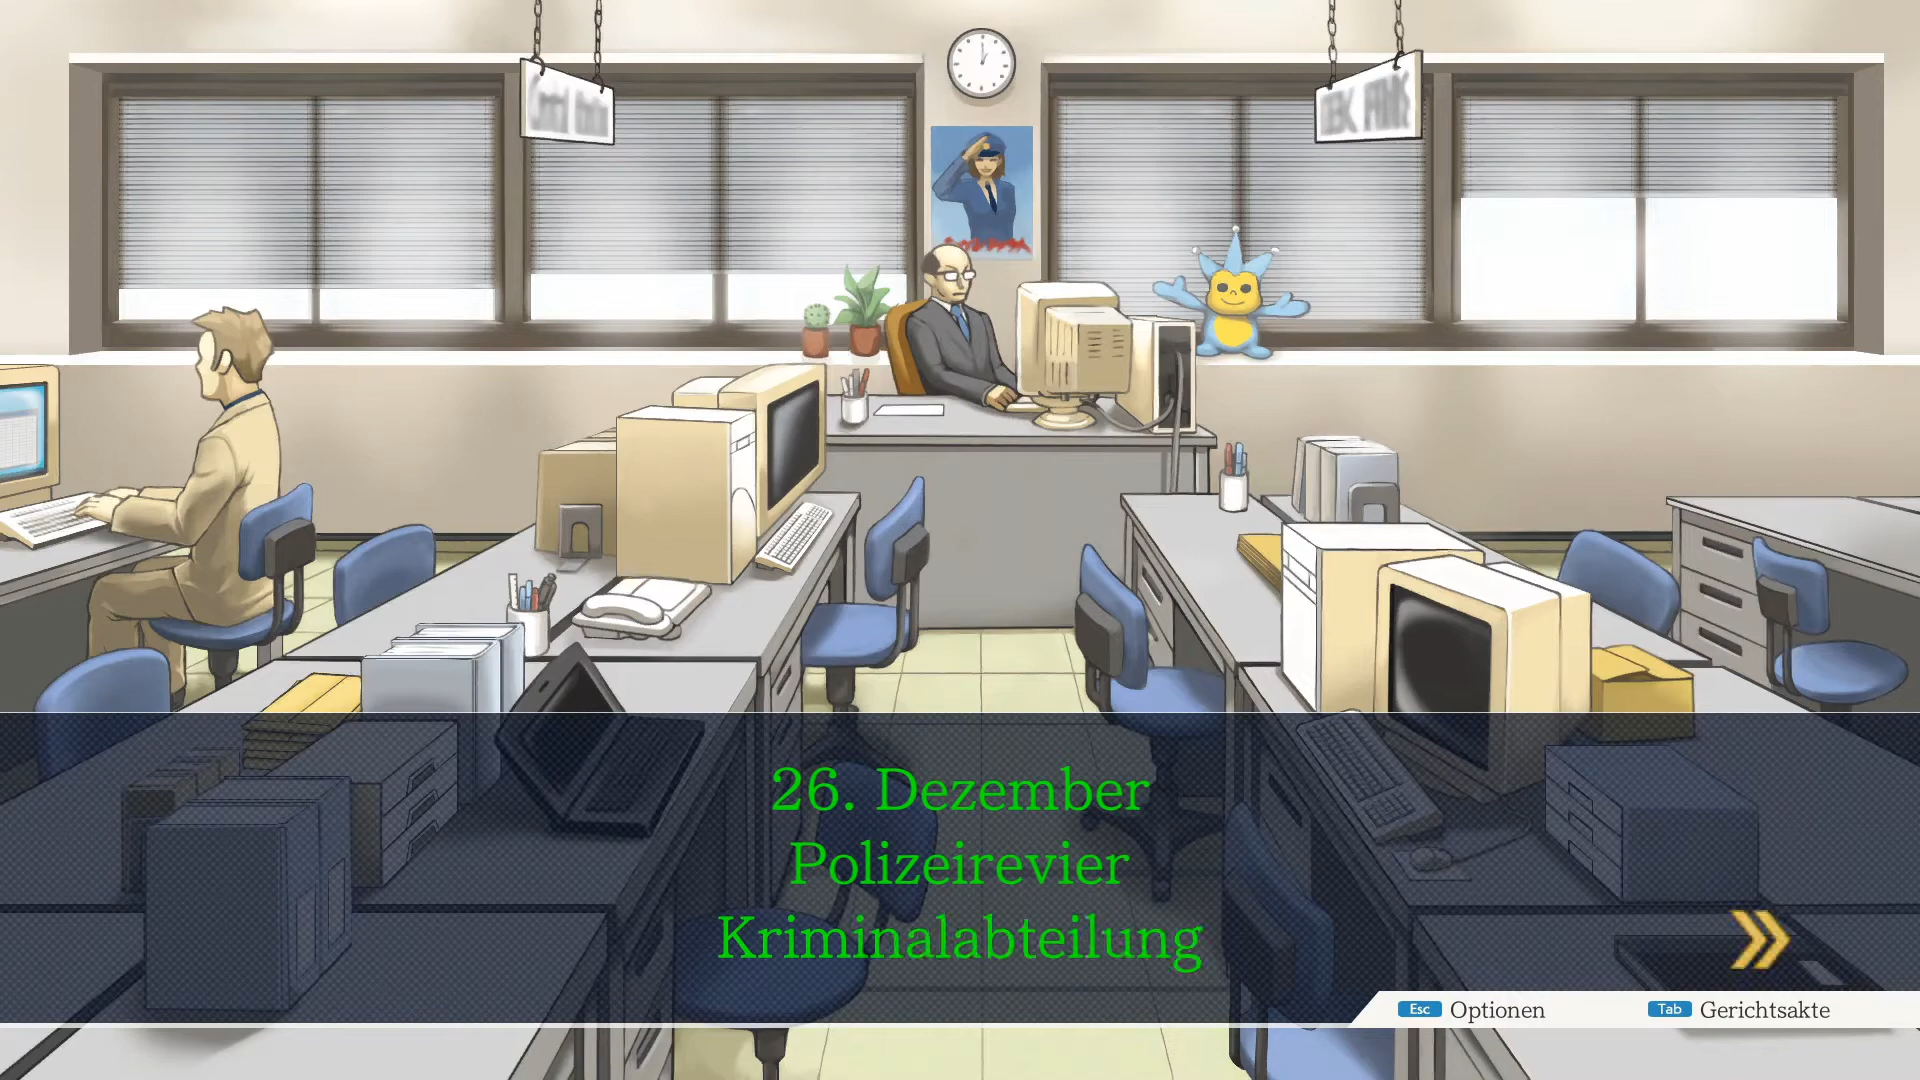 26. Dezember
Polizeirevier
Kriminalabteilung
Esc Optionen
Tab Gerichtsakte